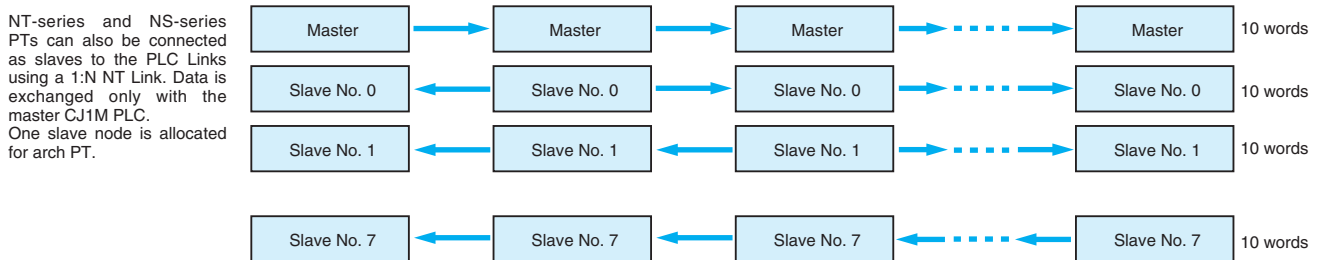 NT-series and NS-series
PTs can also be connected
as slaves to the PLC Links
using a 1:N NT Link. Data is
exchanged only with the
master CJ1M PLC.
One slave node is allocated
for arch PT.
Master Master Master Master 10 words
Slave No. 0 Slave No. 0 Slave No. 0 Slave No. 0 10 words
Slave No. 1 Slave No. 1 Slave No. 1 Slave No. 1 10 words
Slave No. 7 Slave No. 7 Slave No. 7 Slave No. 7 10 words